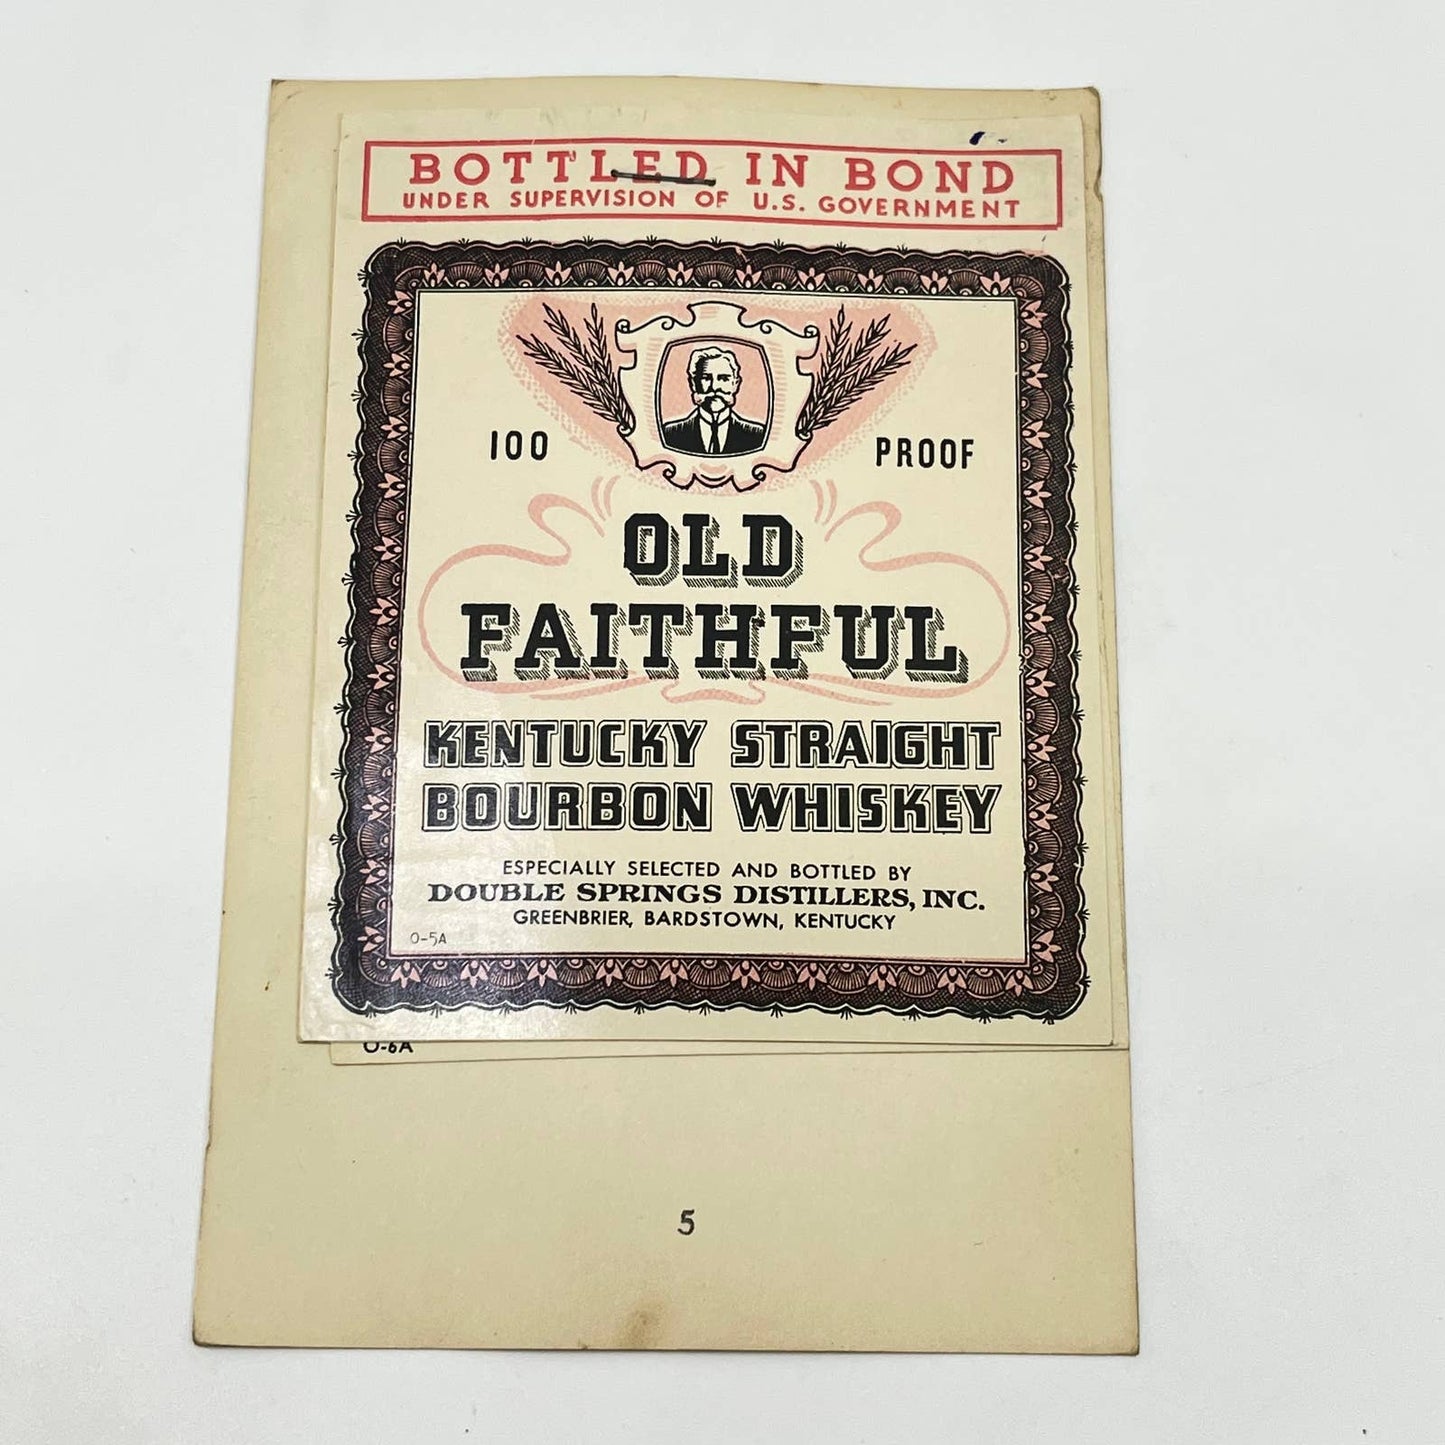 BOTTLED IN BOND
UNDER SUPERVISION OF U.S. GOVERNMENT
100 PROOF
OLD
FAITHFUL
KENTUCKY STRAIGHT
BOURBON WHISKEY
ESPECIALLY SELECTED AND BOTTLED BY
DOUBLE SPRINGS DISTILLERS, INC.
GREENBRIER, BARDSTOWN, KENTUCKY
O-5A
O-6A
5